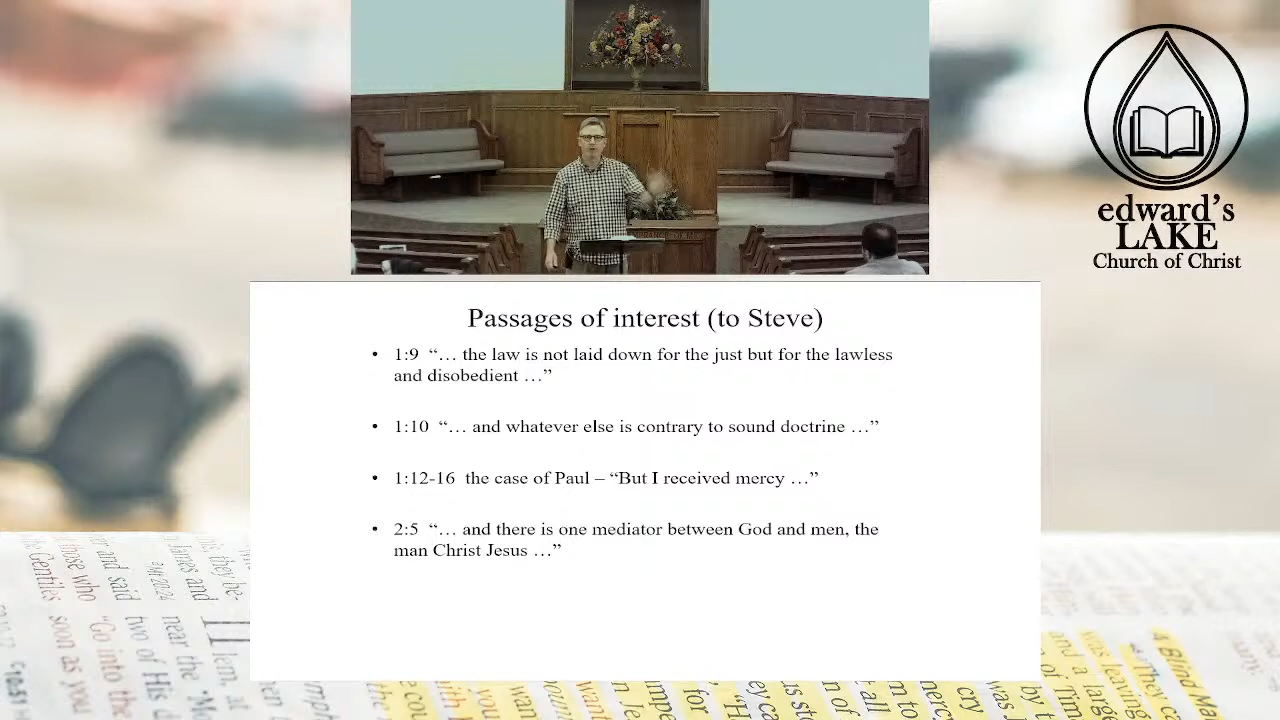 edward's
LAKE
Church of Christ
Passages of interest (to Steve)
• 1:9 “… the law is not laid down for the just but for the lawless
and disobedient …”
• 1:10 “… and whatever else is contrary to sound doctrine …”
• 1:12-16 the case of Paul – “But I received mercy …”
• 2:5 “… and there is one mediator between God and men, the
man Christ Jesus …”